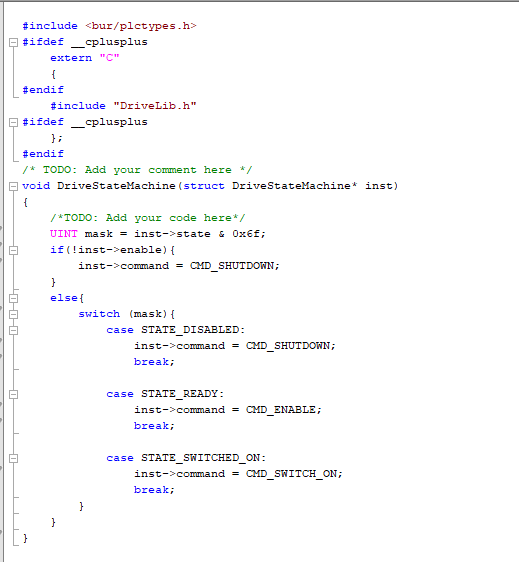 #include <bur/plctypes.h>
#ifdef __cplusplus
    extern "C"
    {
#endif
    #include "DriveLib.h"
#ifdef __cplusplus
    };
#endif
/* TODO: Add your comment here */
void DriveStateMachine(struct DriveStateMachine* inst)
{
    /*TODO: Add your code here*/
    UINT mask = inst->state & 0x6f;
    if(!inst->enable){
        inst->command = CMD_SHUTDOWN;
    }
    else{
        switch (mask){
            case STATE_DISABLED:
                inst->command = CMD_SHUTDOWN;
                break;

            case STATE_READY:
                inst->command = CMD_ENABLE;
                break;

            case STATE_SWITCHED_ON:
                inst->command = CMD_SWITCH_ON;
                break;
        }
    }
}